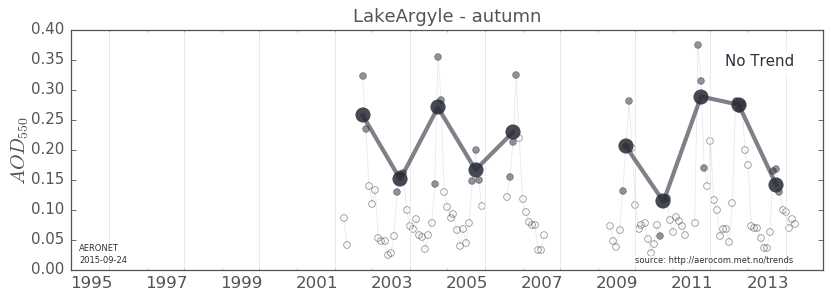 LakeArgyle - autumn
0.40
0.35
0.30
0.25
0.20
0.15
0.10
0.05
0.00
AOD550
No Trend
AERONET
2015-09-24
source: http://aerocom.met.no/trends
1995 1997 1999 2001 2003 2005 2007 2009 2011 2013